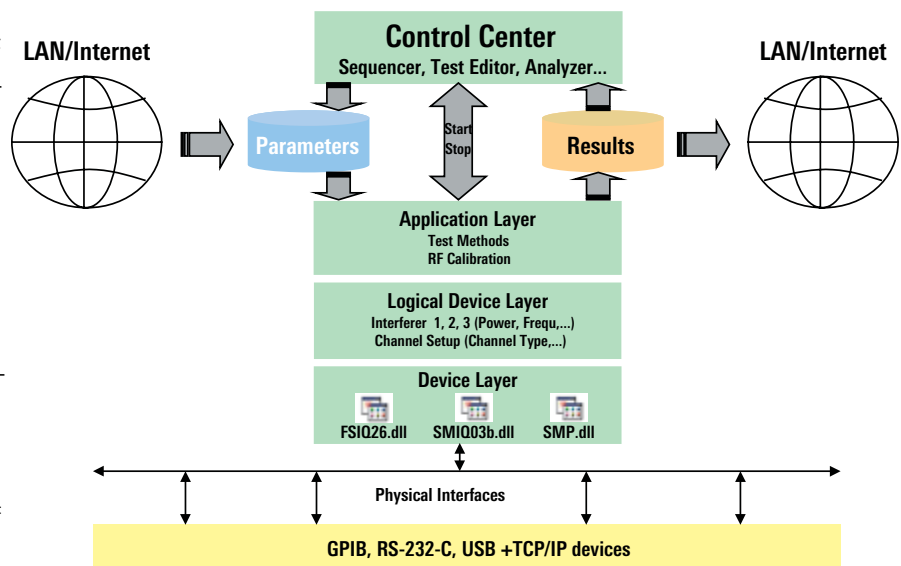 Control Center
Sequencer, Test Editor, Analyzer...
LAN/Internet
LAN/Internet
Parameters
Start
Stop
Results
Application Layer
Test Methods
RF Calibration
Logical Device Layer
Interferer 1, 2, 3 (Power, Frequ,...)
Channel Setup (Channel Type,...)
Device Layer
FSIQ26.dll SMIQ03b.dll SMP.dll
Physical Interfaces
GPIB, RS-232-C, USB +TCP/IP devices